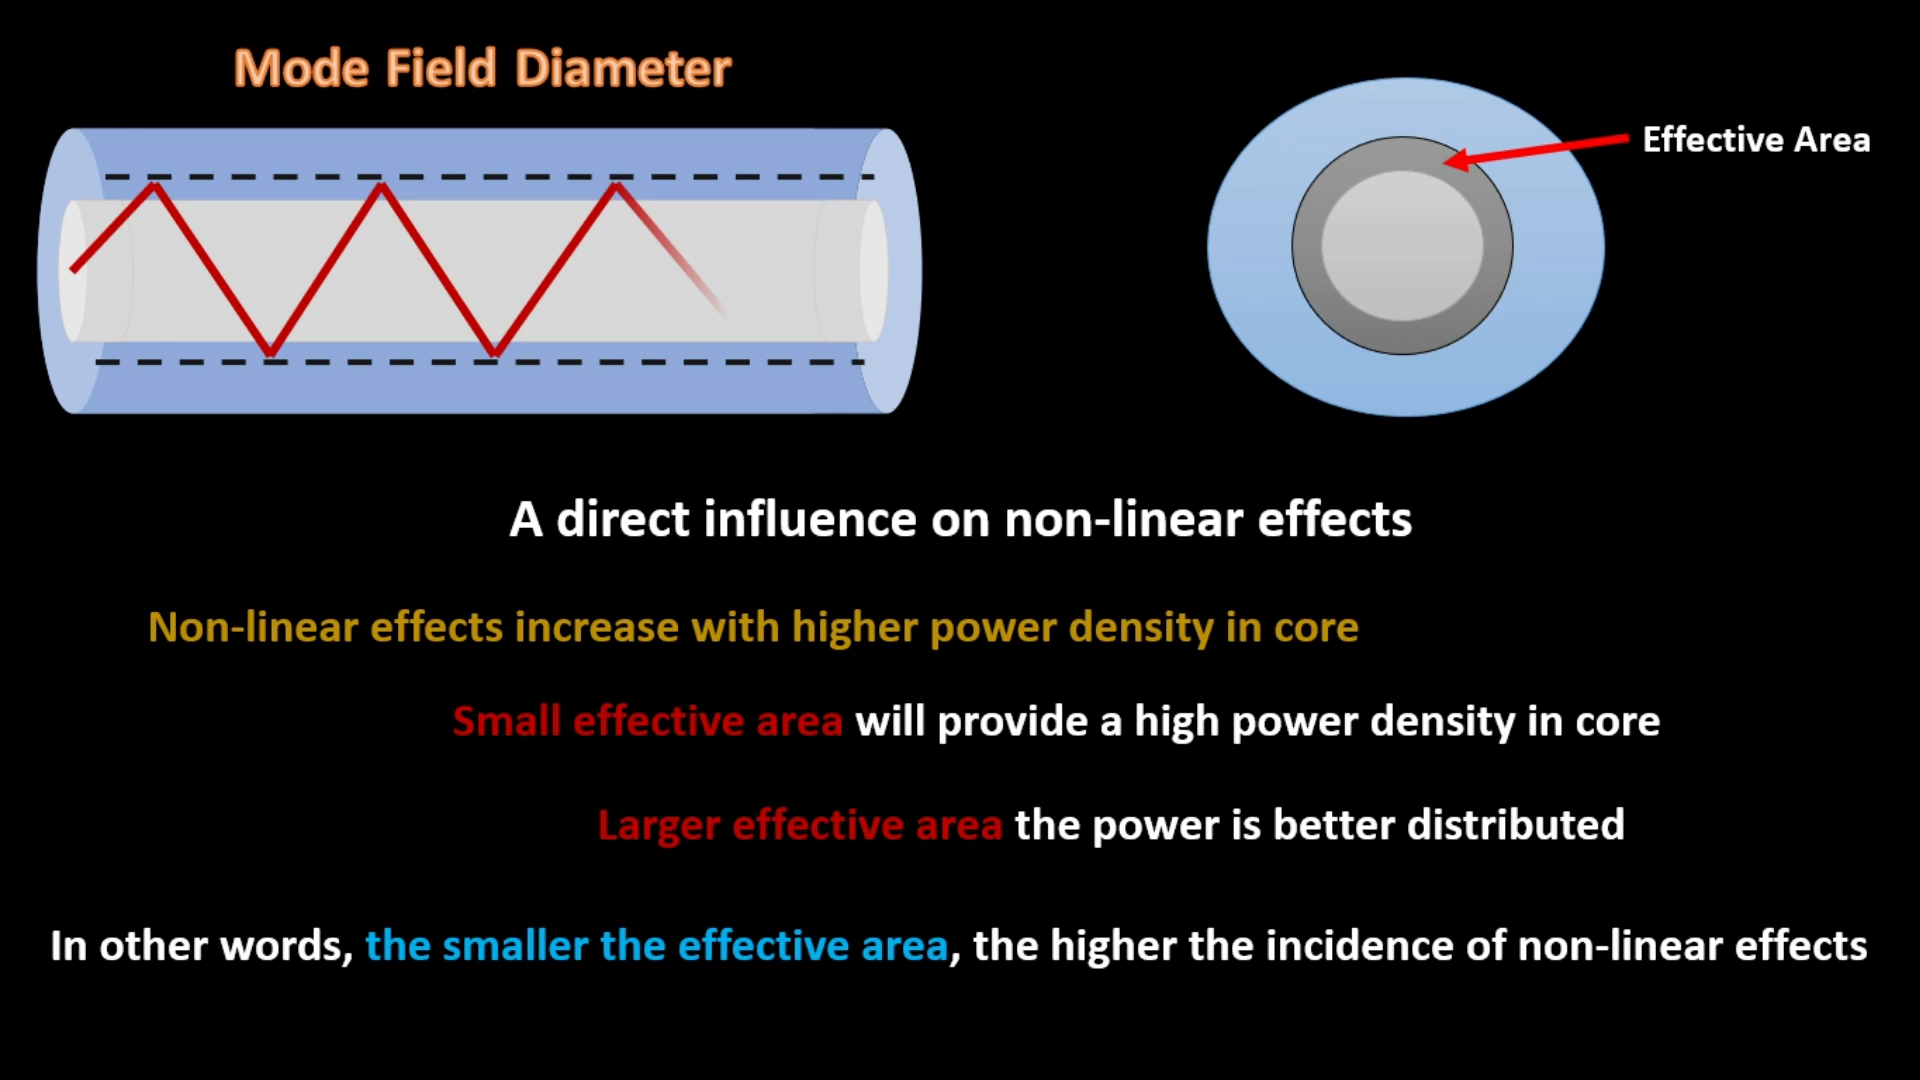 Mode Field Diameter
Effective Area
A direct influence on non-linear effects
Non-linear effects increase with higher power density in core
Small effective area will provide a high power density in core
Larger effective area the power is better distributed
In other words, the smaller the effective area, the higher the incidence of non-linear effects